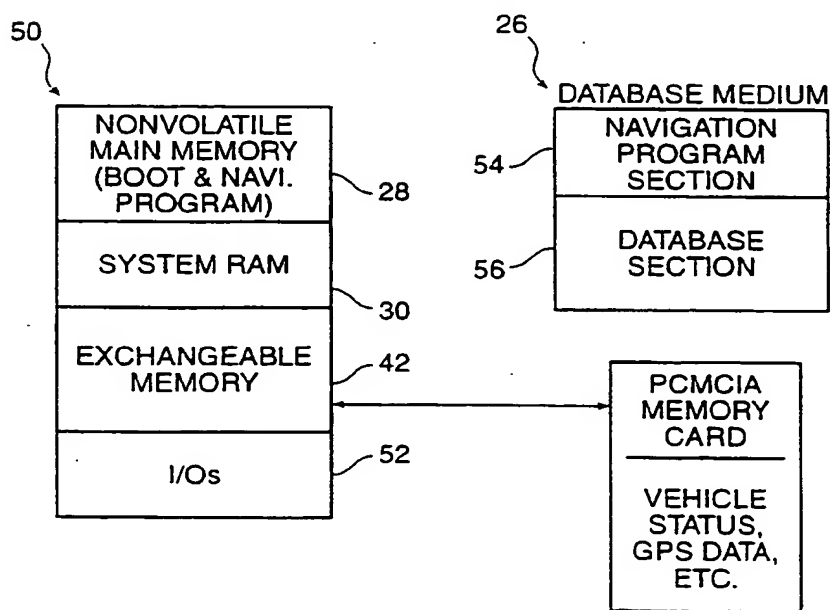 50
NONVOLATILE
MAIN MEMORY
(BOOT & NAVI.
PROGRAM)
28
SYSTEM RAM
30
EXCHANGEABLE
MEMORY
42
I/Os
52
26
DATABASE MEDIUM
NAVIGATION
PROGRAM
SECTION
54
DATABASE
SECTION
56
PCMCIA
MEMORY
CARD
VEHICLE
STATUS,
GPS DATA,
ETC.